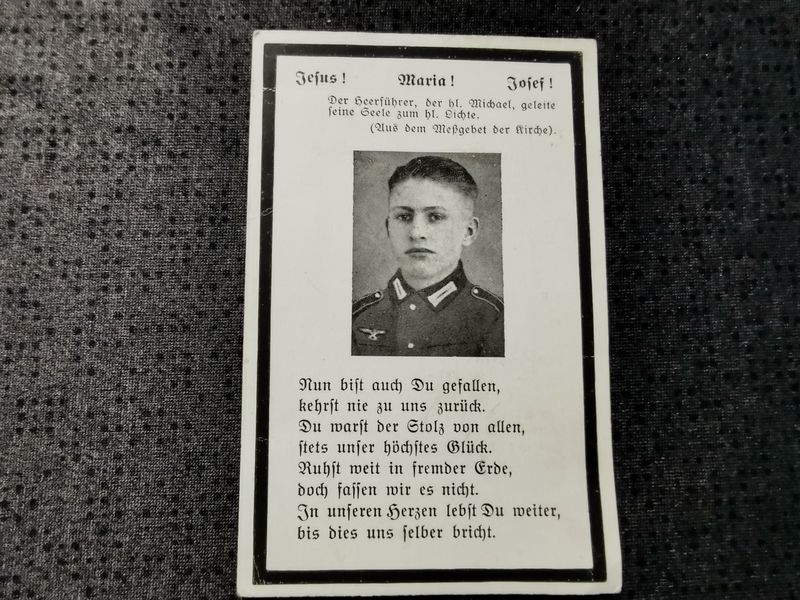 Jesus! Maria! Josef!
Der Heerführer, der hl. Michael, geleite
seine Seele zum hl. Lichte.
(Aus dem Meßgebet der Kirche).
Nun bist auch Du gefallen,
kehrst nie zu uns zurück.
Du warst der Stolz von allen,
stets unser höchstes Glück.
Ruhst weit in fremder Erde,
doch fassen wir es nicht.
In unseren Herzen lebst Du weiter,
bis dies uns selber bricht.